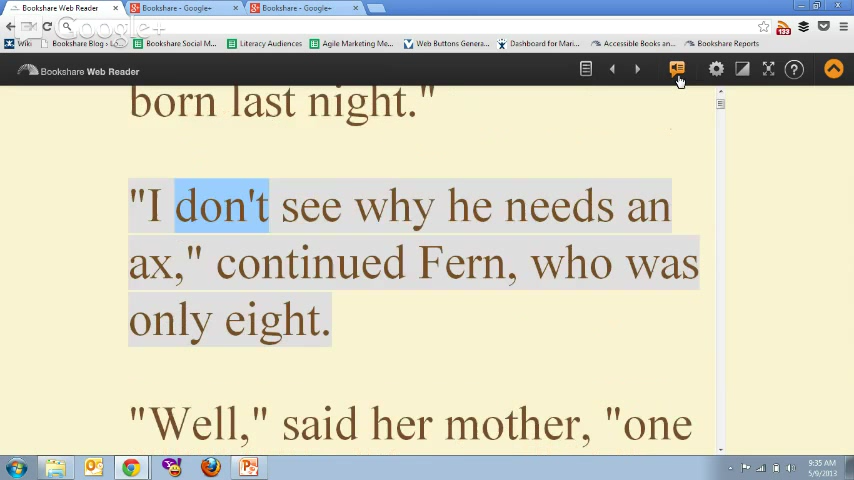 Bookshare Web Reader
Bookshare - Google+
Bookshare - Google+
Google+
133
Wiki
Bookshare Blog
Bookshare Social M...
Literacy Audiences
Agile Marketing Me...
Web Buttons Genera...
Dashboard for Mari...
Accessible Books an...
Bookshare Reports
Bookshare Web Reader
?
born last night."
"I don't see why he needs an
ax," continued Fern, who was
only eight.
"Well," said her mother, "one
9:35 AM
5/9/2013